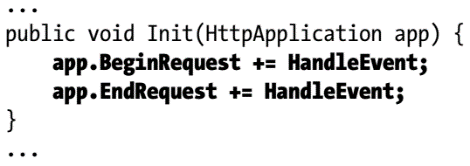 ...
public void Init(HttpApplication app) {
    app.BeginRequest += HandleEvent;
    app.EndRequest += HandleEvent;
}
...